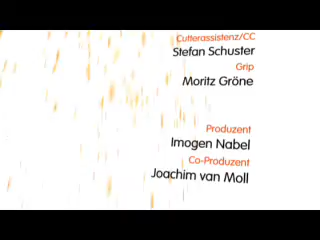 Cutterassistenz/CC
Stefan Schuster
Grip
Moritz Gröne
Produzent
Imogen Nabel
Co-Produzent
Joachim van Moll